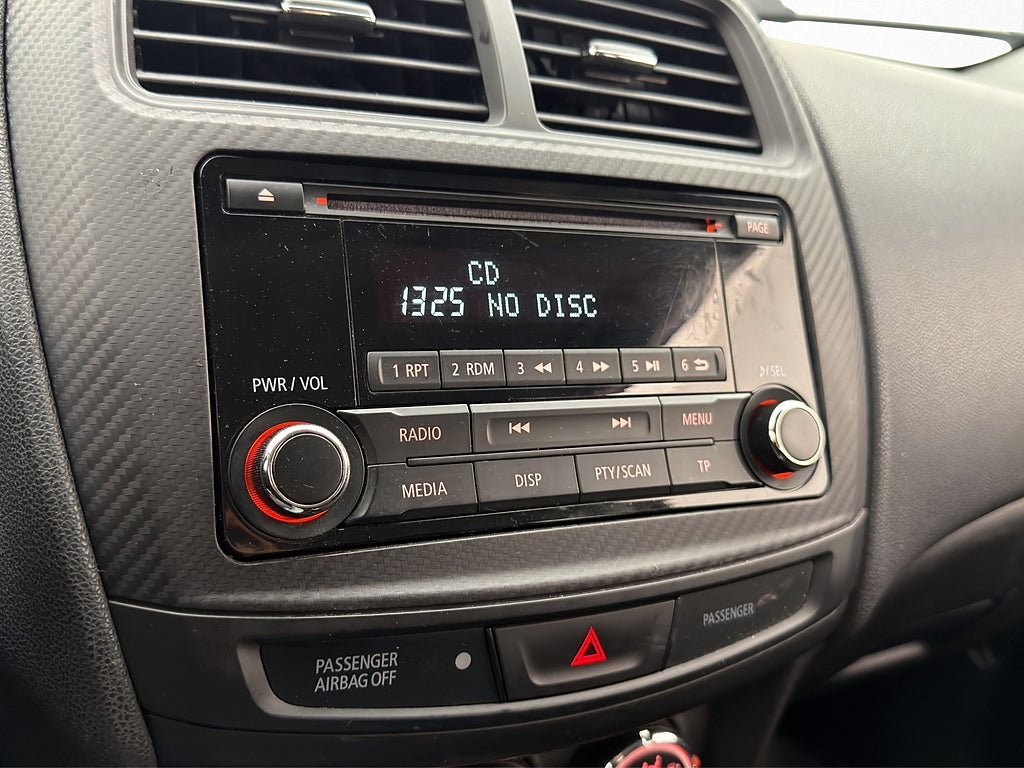 PAGE
CD
1325 NO DISC
1 RPT 2 RDM 3 4 5 6
PWR / VOL
♪/SEL
RADIO
MENU
MEDIA
DISP
PTY/SCAN
TP
PASSENGER
AIRBAG OFF
PASSENGER